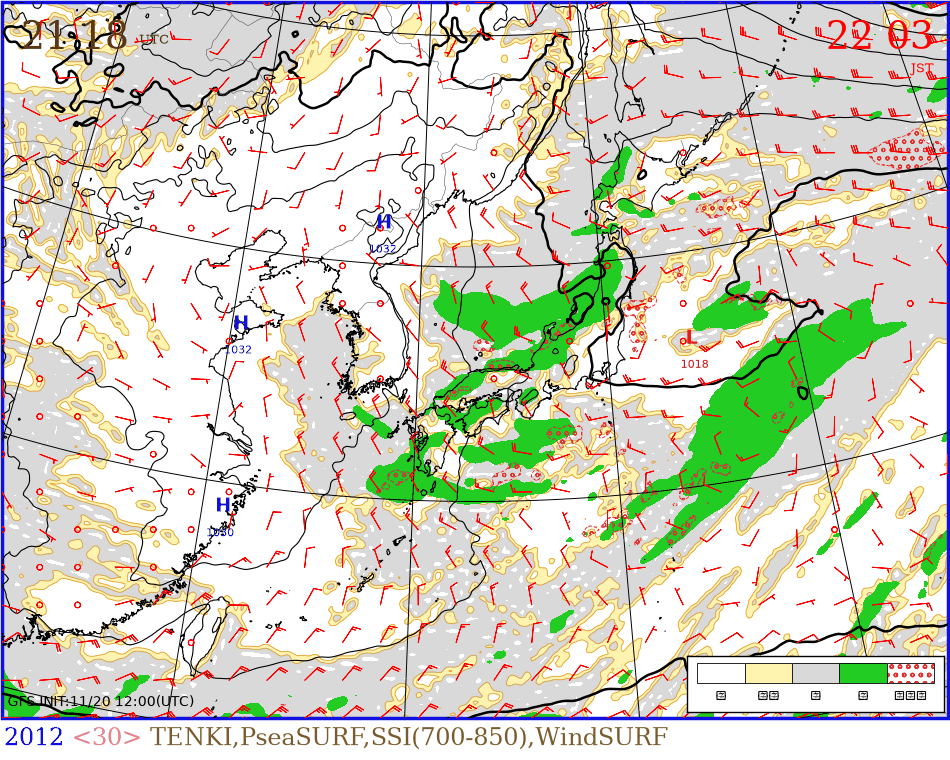 21 18 UTC
22 03
JST
H
1032
H
1032
L
1018
H
1030
GFS INIT:11/20 12:00(UTC)
2012 <30> TENKI,PseaSURF,SSI(700-850),WindSURF